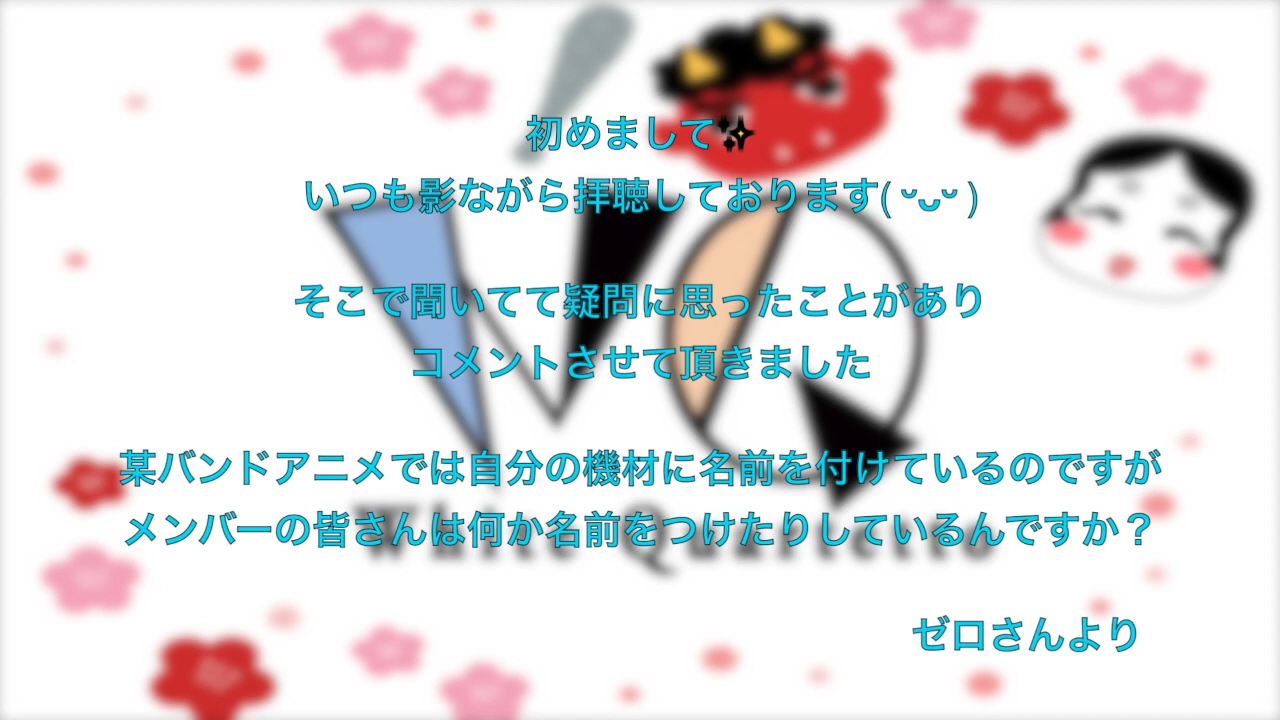 初めまして✨
いつも影ながら拝聴しております( ᵕᴗᵕ )
そこで聞いてて疑問に思ったことがあり
コメントさせて頂きました
某バンドアニメでは自分の機材に名前を付けているのですが
メンバーの皆さんは何か名前をつけたりしているんですか？
ゼロさんより